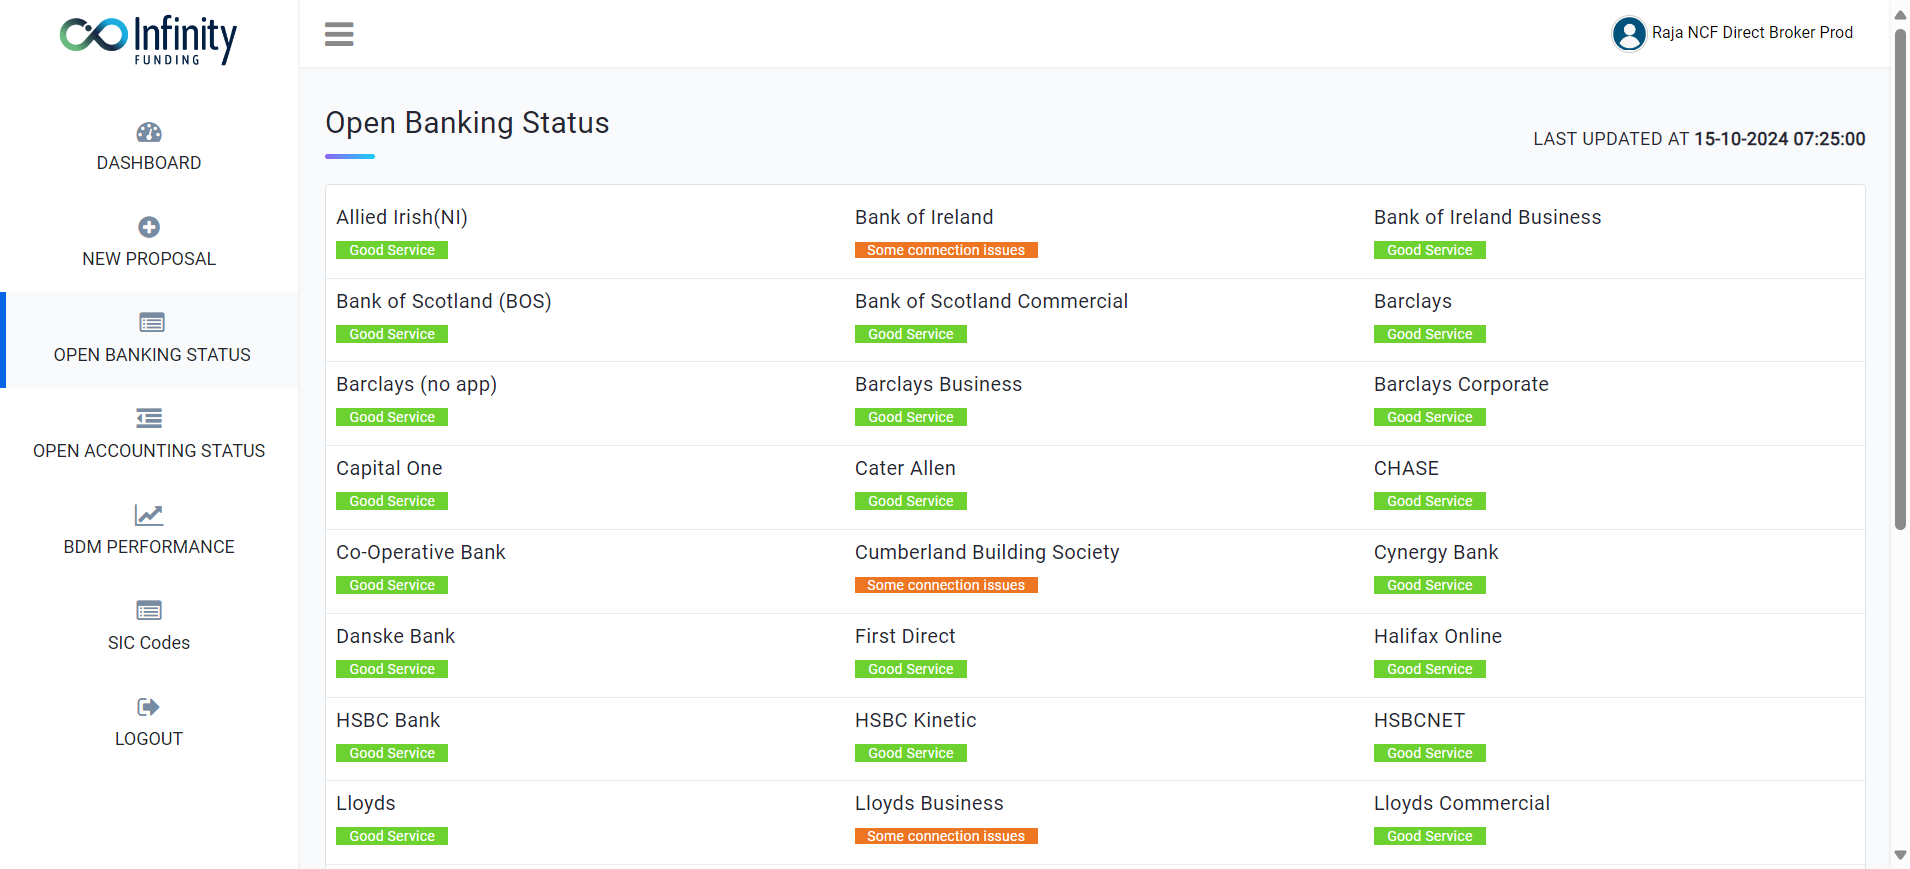 Infinity
FUNDING
Raja NCF Direct Broker Prod
DASHBOARD
NEW PROPOSAL
OPEN BANKING STATUS
OPEN ACCOUNTING STATUS
BDM PERFORMANCE
SIC Codes
LOGOUT
Open Banking Status
LAST UPDATED AT 15-10-2024 07:25:00
Allied Irish(NI) Bank of Ireland Bank of Ireland Business
Good Service Some connection issues Good Service
Bank of Scotland (BOS) Bank of Scotland Commercial Barclays
Good Service Good Service Good Service
Barclays (no app) Barclays Business Barclays Corporate
Good Service Good Service Good Service
Capital One Cater Allen CHASE
Good Service Good Service Good Service
Co-Operative Bank Cumberland Building Society Cynergy Bank
Good Service Some connection issues Good Service
Danske Bank First Direct Halifax Online
Good Service Good Service Good Service
HSBC Bank HSBC Kinetic HSBCNET
Good Service Good Service Good Service
Lloyds Lloyds Business Lloyds Commercial
Good Service Some connection issues Good Service